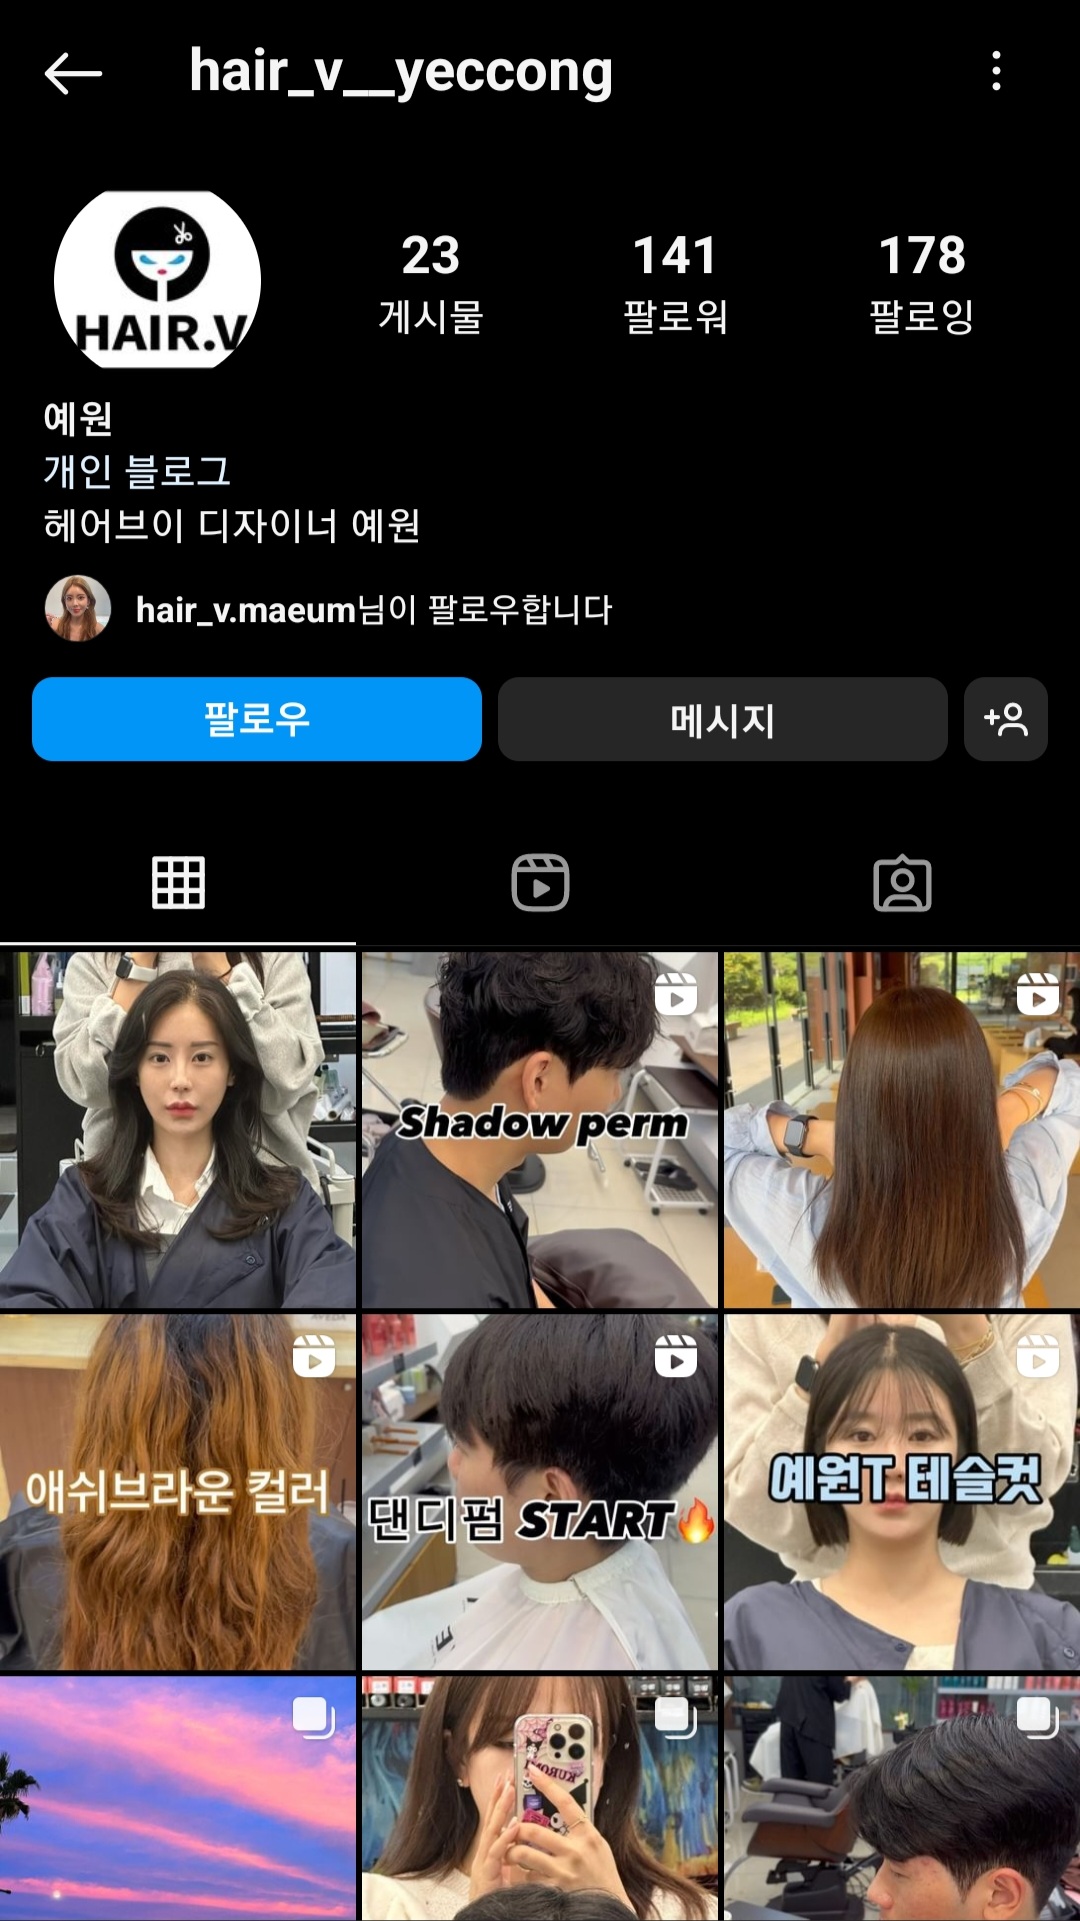 hair_v__yeccong
HAIR.V
23
게시물
141
팔로워
178
팔로잉
예원
개인 블로그
헤어브이 디자이너 예원
hair_v.maeum님이 팔로우합니다
팔로우
메시지
Shadow perm
애쉬브라운 컬러
댄디펌 START🔥
예원T 테슬컷